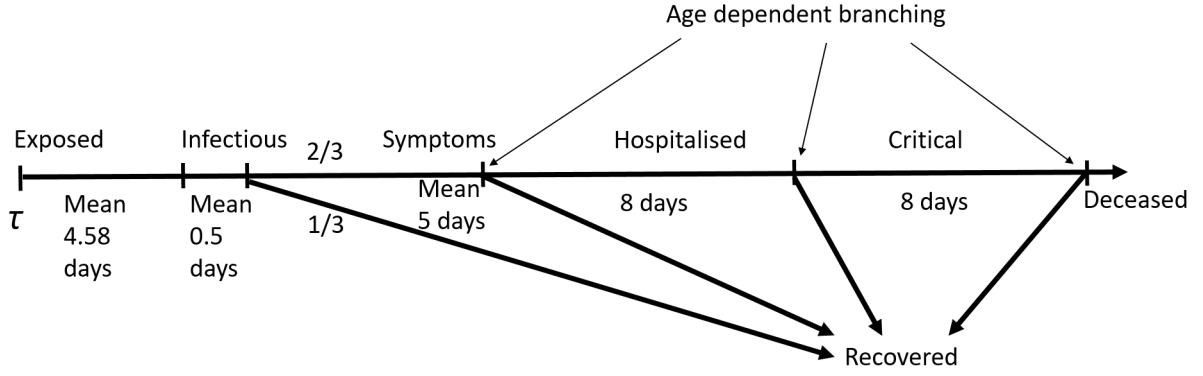 Age dependent branching
Exposed
Infectious
2/3
Symptoms
Hospitalised
Critical
τ
Mean
4.58
days
Mean
0.5
days
1/3
Mean
5 days
8 days
8 days
Deceased
Recovered